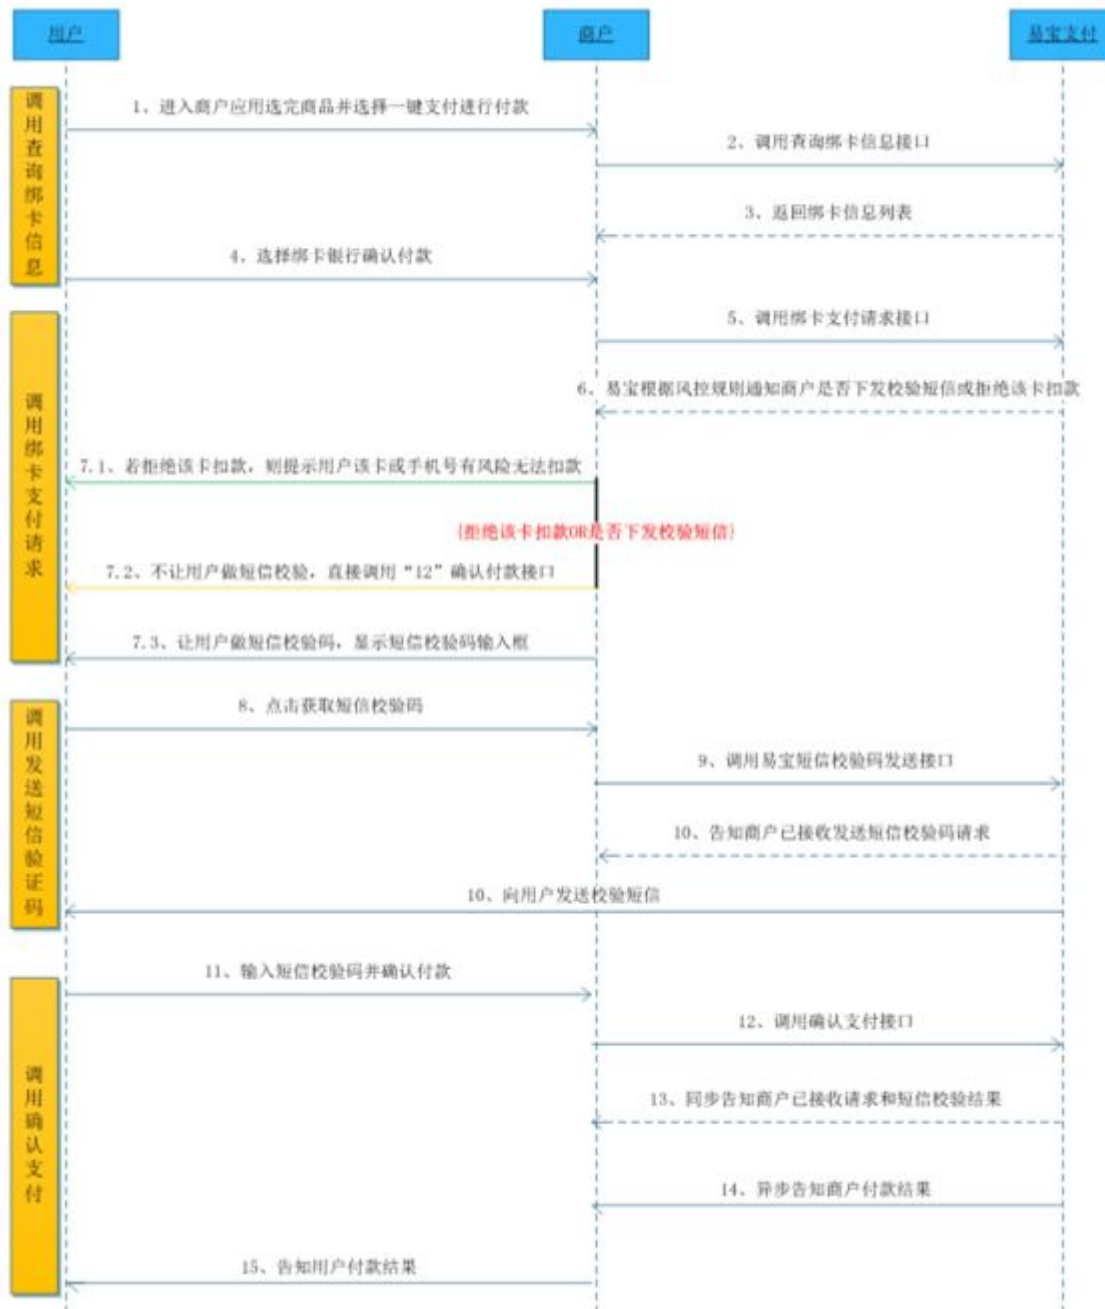 用户
商户
易宝支付
调用查询绑卡信息
1、进入商户应用选完商品并选择一键支付进行付款
2、调用查询绑卡信息接口
3、返回绑卡信息列表
4、选择绑卡银行确认付款
调用绑卡支付请求
5、调用绑卡支付请求接口
6、易宝根据风控规则通知商户是否下发校验短信或拒绝该卡扣款
7.1、若拒绝该卡扣款，则提示用户该卡或手机号有风险无法扣款
{拒绝该卡扣款OR是否下发校验短信}
7.2、不让用户做短信校验，直接调用“12”确认付款接口
7.3、让用户做短信校验码，显示短信校验码输入框
调用发送短信验证码
8、点击获取短信校验码
9、调用易宝短信校验码发送接口
10、告知商户已接收发送短信校验码请求
10、向用户发送校验短信
11、输入短信校验码并确认付款
调用确认支付
12、调用确认支付接口
13、同步告知商户已接收请求和短信校验结果
14、异步告知商户付款结果
15、告知用户付款结果